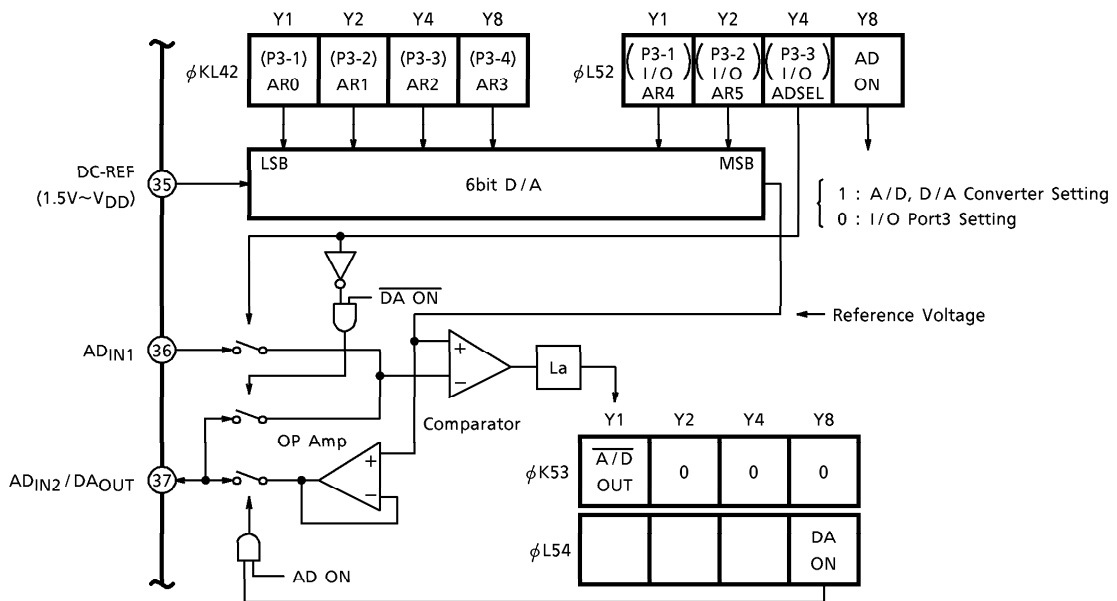 Y1 Y2 Y4 Y8 Y1 Y2 Y4 Y8
φKL42
(P3-1) AR0
(P3-2) AR1
(P3-3) AR2
(P3-4) AR3
φL52
(P3-1 I/O) AR4
(P3-2 I/O) AR5
(P3-3 I/O) ADSEL
AD ON
DC-REF
(1.5V~VDD)
35
LSB
6bit D/A
MSB
1 : A/D, D/A Converter Setting
0 : I/O Port3 Setting
DA ON
Reference Voltage
ADIN1
36
+
−
La
Comparator
OP Amp
+
−
ADIN2/DAOUT
37
AD ON
Y1 Y2 Y4 Y8
φK53
A/D OUT
0 0 0
φL54
DA ON